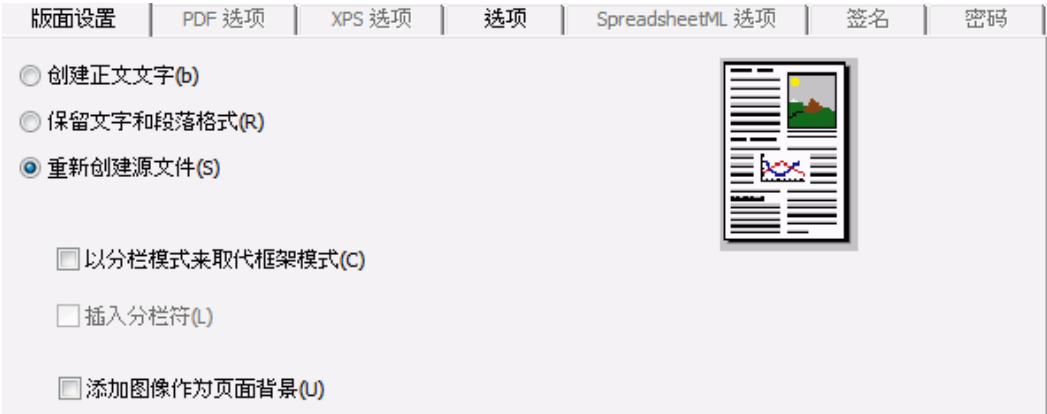 版面设置 PDF 选项 XPS 选项 选项 SpreadsheetML 选项 签名 密码
创建正文文字(b)
保留文字和段落格式(R)
重新创建源文件(S)
以分栏模式来取代框架模式(C)
插入分栏符(L)
添加图像作为页面背景(U)